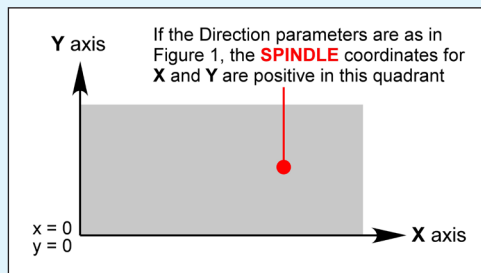 If the Direction parameters are as in
Figure 1, the SPINDLE coordinates for
X and Y are positive in this quadrant
Y axis
x = 0
y = 0
X axis